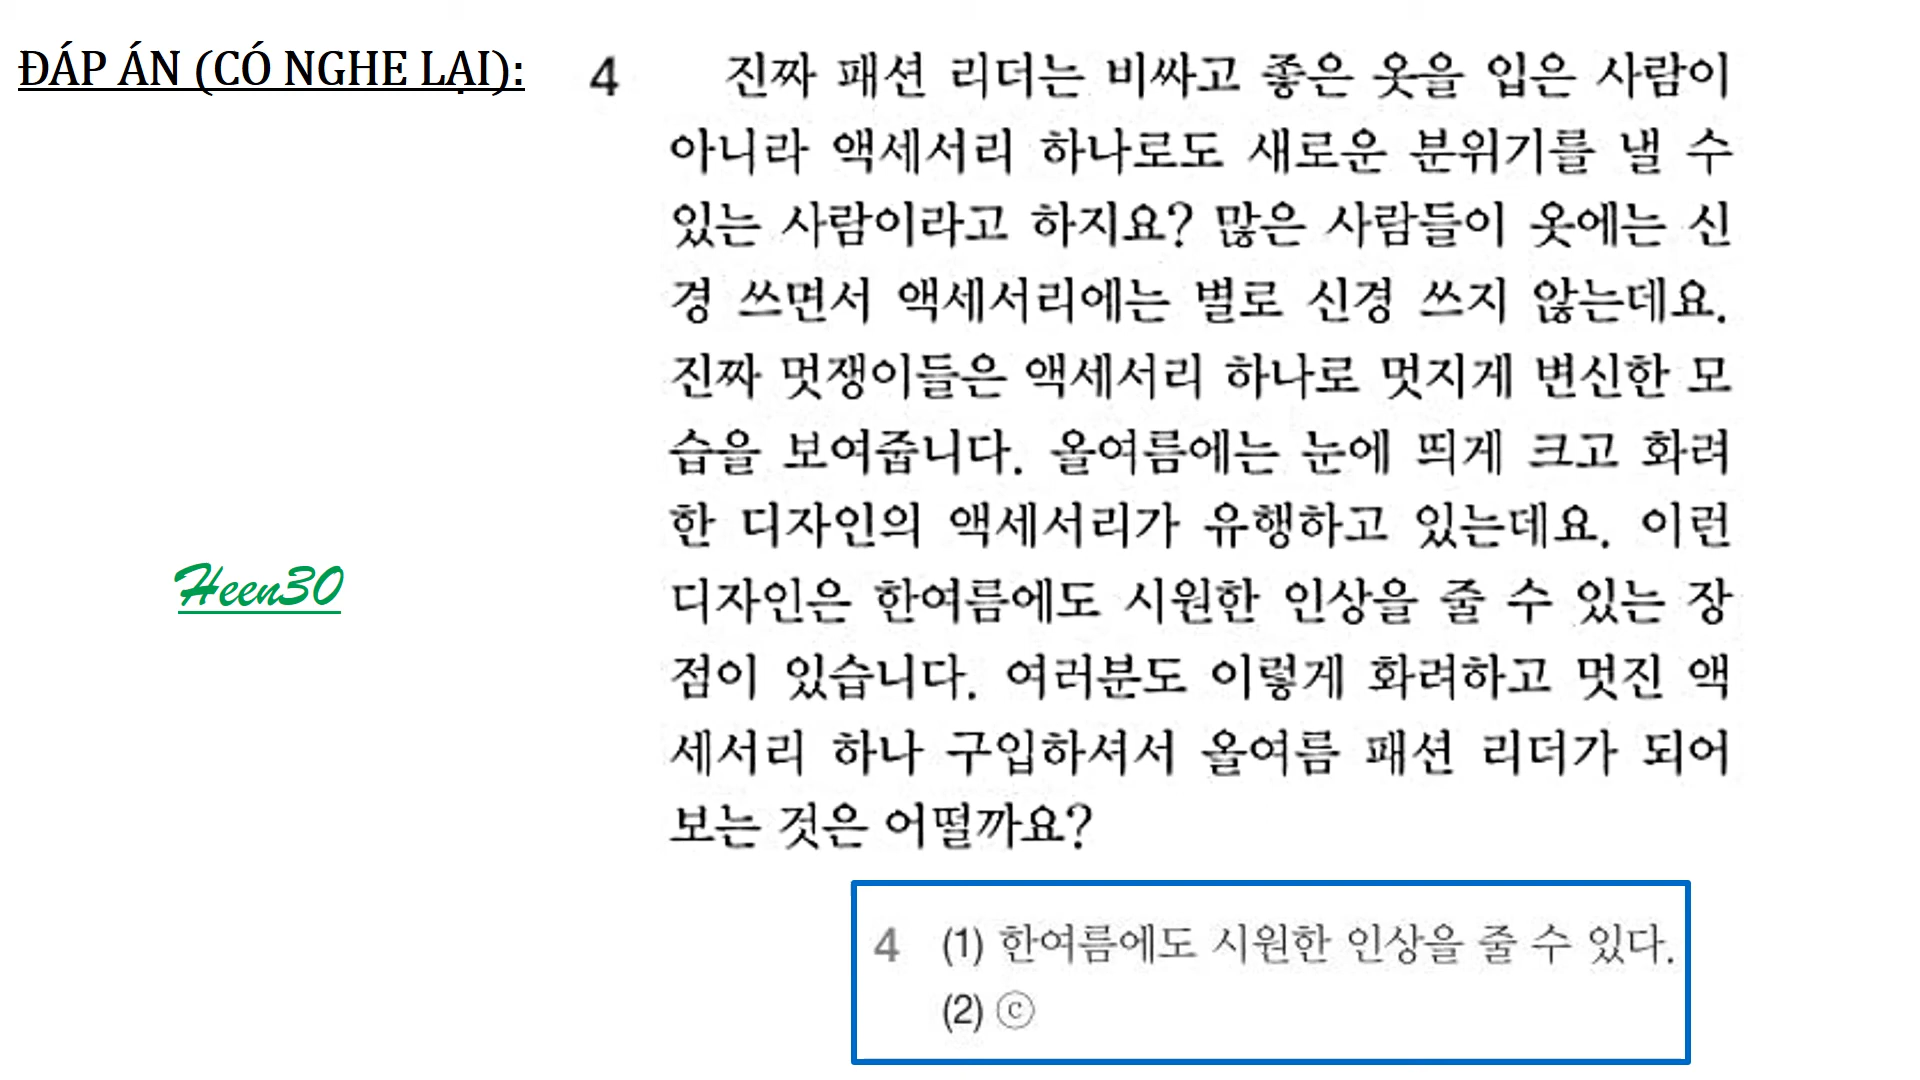 ĐÁP ÁN (CÓ NGHE LẠI):
4 진짜 패션 리더는 비싸고 좋은 옷을 입은 사람이
아니라 액세서리 하나로도 새로운 분위기를 낼 수
있는 사람이라고 하지요? 많은 사람들이 옷에는 신
경 쓰면서 액세서리에는 별로 신경 쓰지 않는데요.
진짜 멋쟁이들은 액세서리 하나로 멋지게 변신한 모
습을 보여줍니다. 올여름에는 눈에 띄게 크고 화려
한 디자인의 액세서리가 유행하고 있는데요. 이런
디자인은 한여름에도 시원한 인상을 줄 수 있는 장
점이 있습니다. 여러분도 이렇게 화려하고 멋진 액
세서리 하나 구입하셔서 올여름 패션 리더가 되어
보는 것은 어떨까요?
Heen30
4 (1) 한여름에도 시원한 인상을 줄 수 있다.
(2) ⓒ